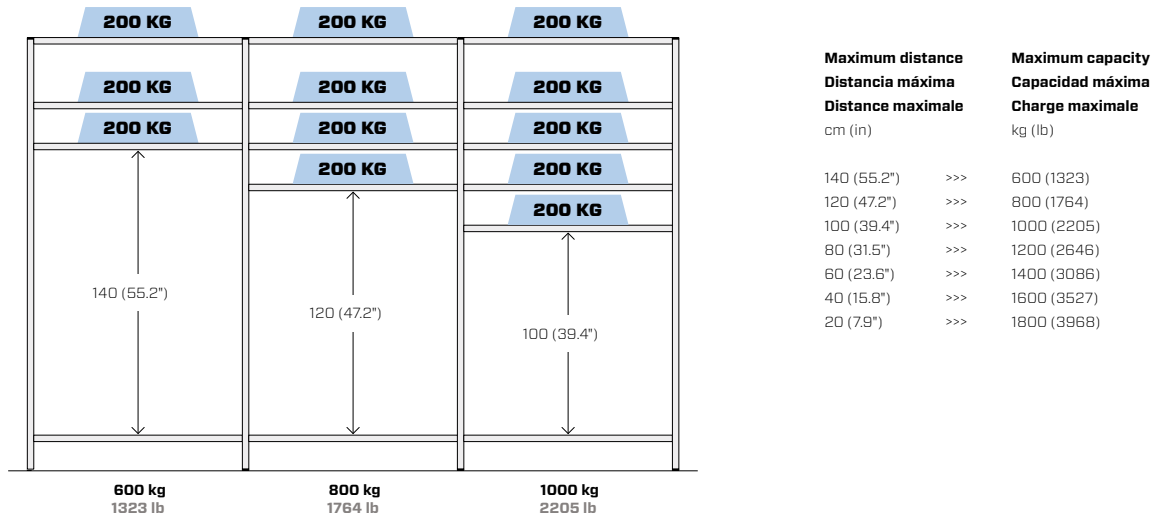 200 KG 200 KG 200 KG
200 KG 200 KG 200 KG
200 KG 200 KG 200 KG
200 KG 200 KG
200 KG
140 (55.2")
120 (47.2")
100 (39.4")
600 kg 800 kg 1000 kg
1323 lb 1764 lb 2205 lb
Maximum distance Maximum capacity
Distancia máxima Capacidad máxima
Distance maximale Charge maximale
cm (in) kg (lb)
140 (55.2") >>> 600 (1323)
120 (47.2") >>> 800 (1764)
100 (39.4") >>> 1000 (2205)
80 (31.5") >>> 1200 (2646)
60 (23.6") >>> 1400 (3086)
40 (15.8") >>> 1600 (3527)
20 (7.9") >>> 1800 (3968)